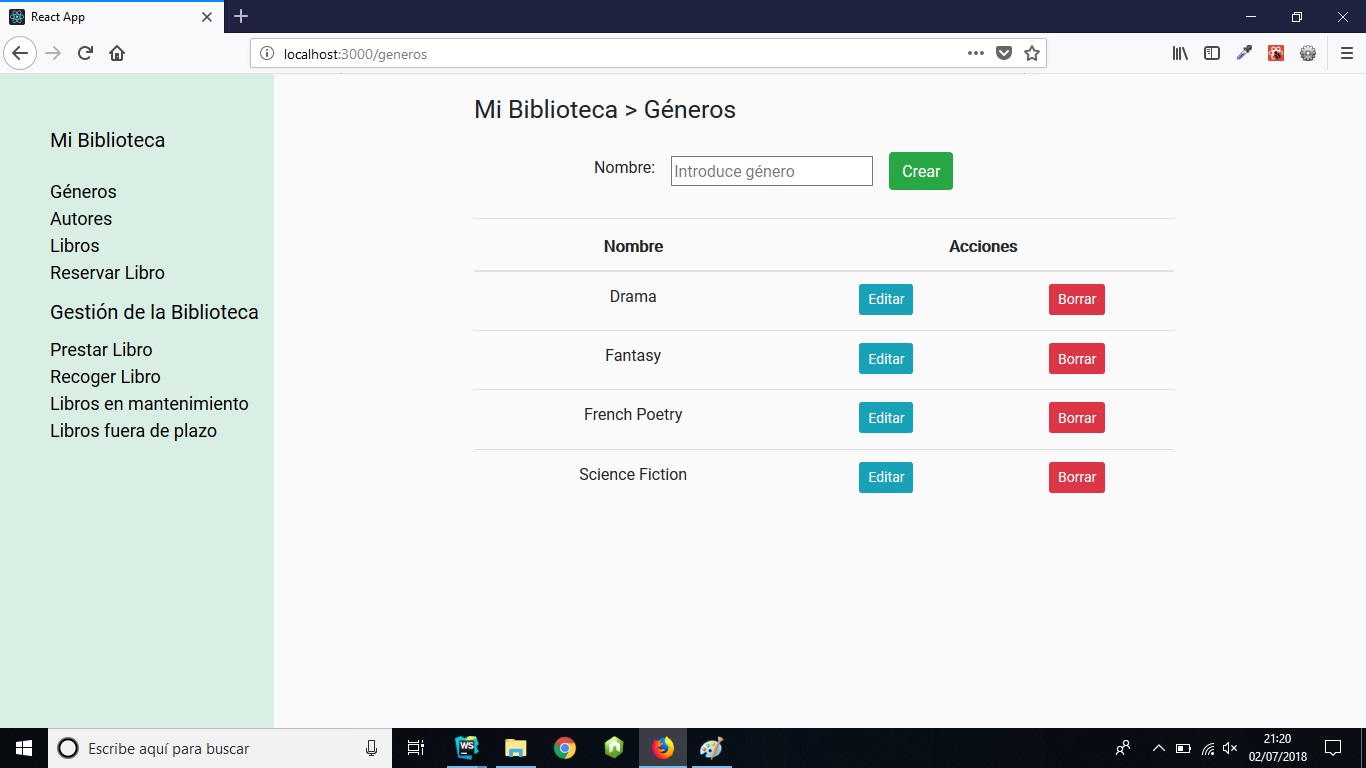 React App
localhost:3000/generos
Mi Biblioteca
Géneros
Autores
Libros
Reservar Libro
Gestión de la Biblioteca
Prestar Libro
Recoger Libro
Libros en mantenimiento
Libros fuera de plazo
Mi Biblioteca > Géneros
Nombre: Introduce género Crear
Nombre Acciones
Drama Editar Borrar
Fantasy Editar Borrar
French Poetry Editar Borrar
Science Fiction Editar Borrar
Escribe aquí para buscar
WS
21:20
02/07/2018